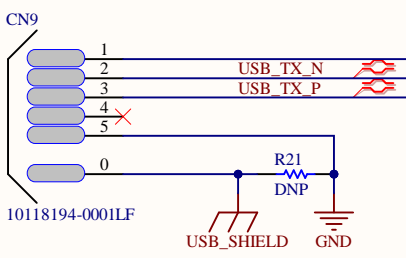 CN9
1
2 USB_TX_N
3 USB_TX_P
4
5
0 R21
DNP
10118194-0001LF
USB_SHIELD GND